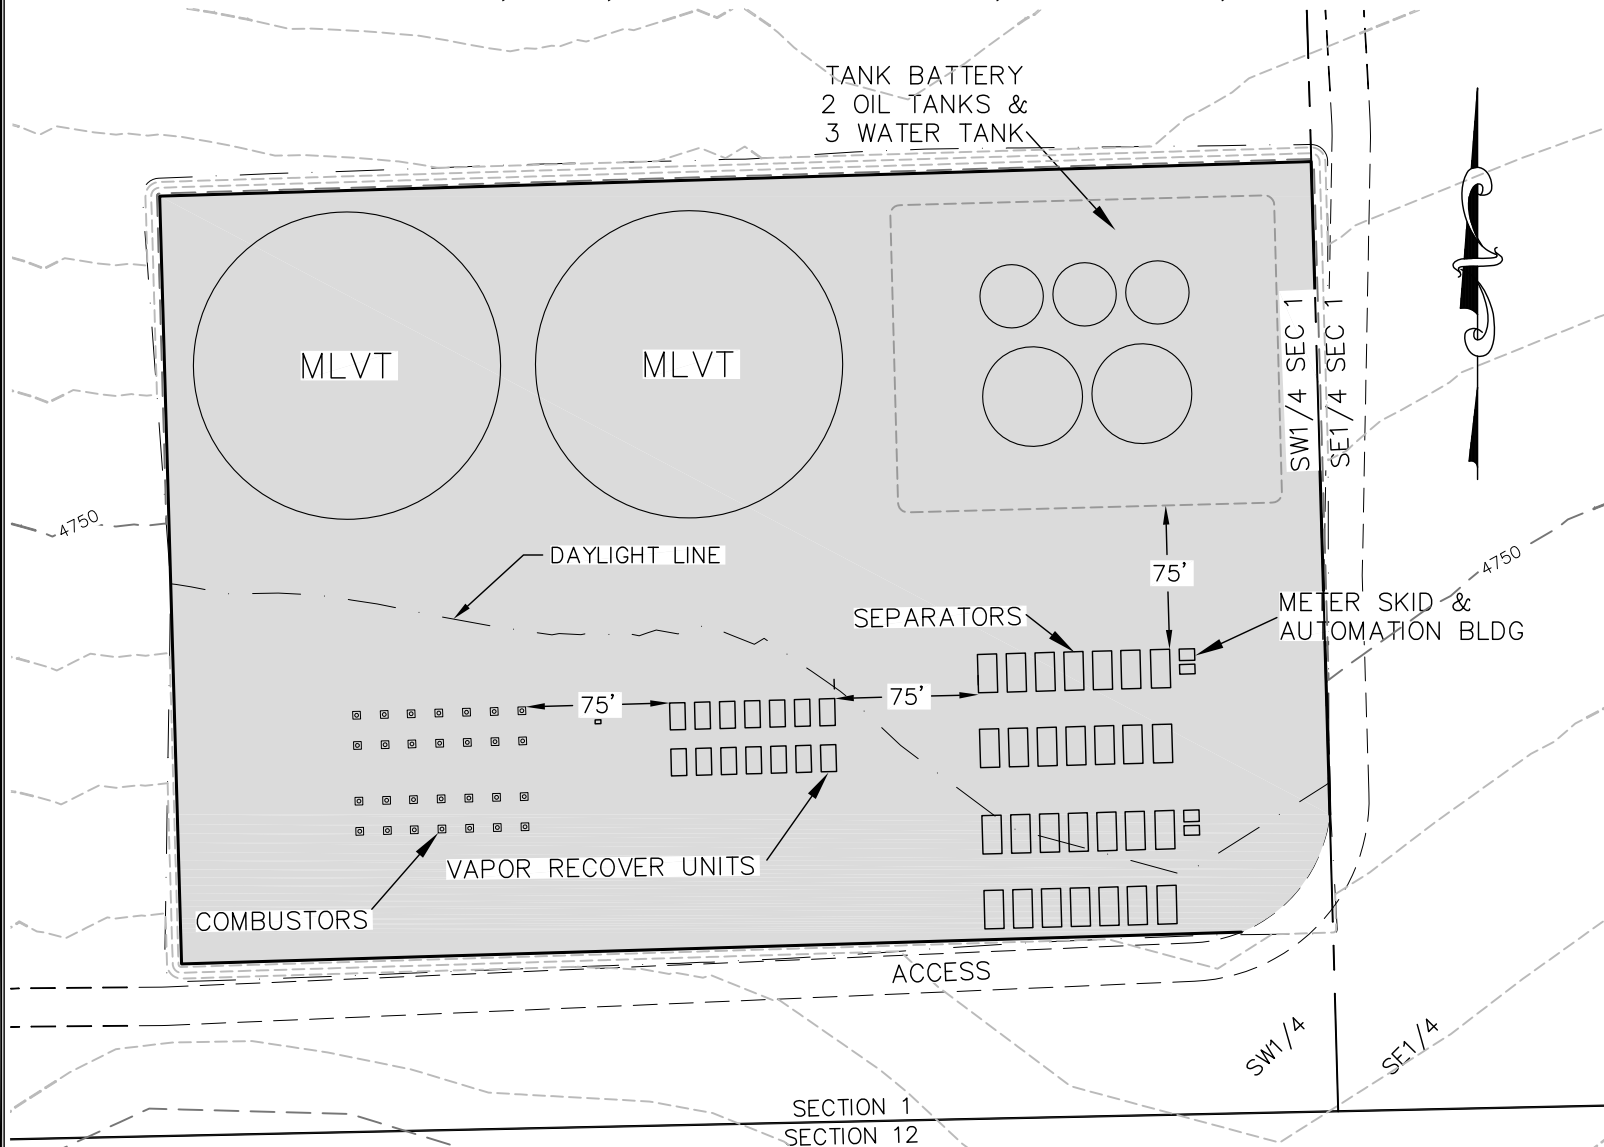 TANK BATTERY
2 OIL TANKS &
3 WATER TANK
MLVT
MLVT
SW1/4 SEC 1
SE1/4 SEC 1
4750
DAYLIGHT LINE
75'
4750
SEPARATORS
METER SKID &
AUTOMATION BLDG
75'
75'
VAPOR RECOVER UNITS
COMBUSTORS
ACCESS
SW1/4
SE1/4
SECTION 1
SECTION 12